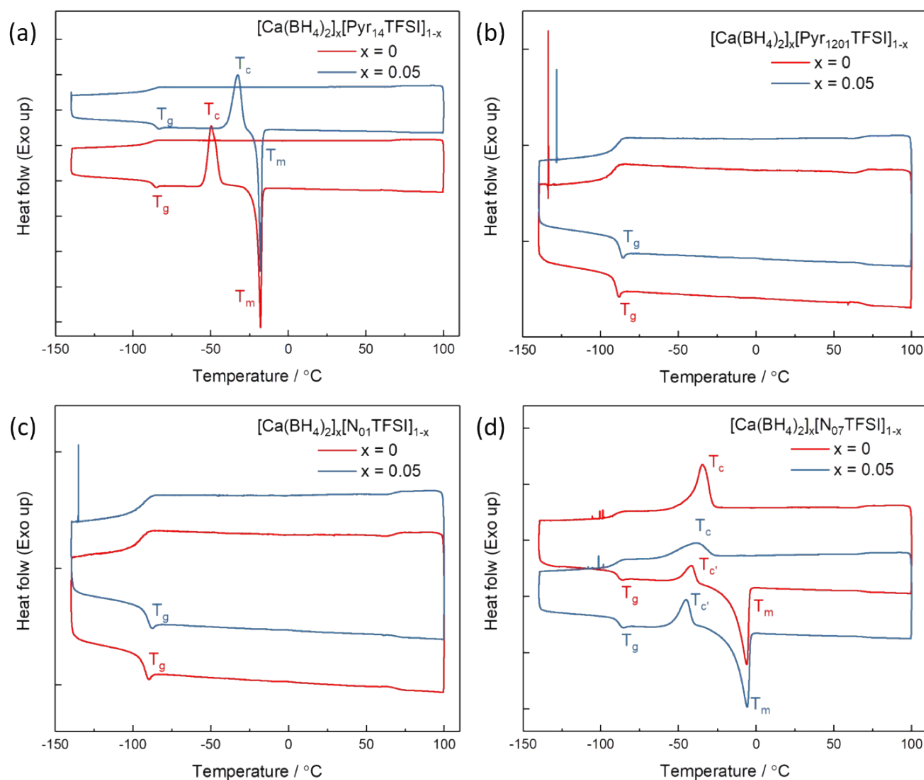 (a)
[Ca(BH4)2]x[Pyr14TFSI]1-x
x = 0
x = 0.05
Tc
Tg
Tc
Tm
Tg
Tm
Heat folw (Exo up)
-150 -100 -50 0 50 100
Temperature / °C
(b)
[Ca(BH4)2]x[Pyr1201TFSI]1-x
x = 0
x = 0.05
Tg
Tg
Heat folw (Exo up)
-150 -100 -50 0 50 100
Temperature / °C
(c)
[Ca(BH4)2]x[N01TFSI]1-x
x = 0
x = 0.05
Tg
Tg
Heat folw (Exo up)
-150 -100 -50 0 50 100
Temperature / °C
(d)
[Ca(BH4)2]x[N07TFSI]1-x
x = 0
x = 0.05
Tc
Tc
Tc'
Tg
Tc'
Tm
Tg
Tm
Heat folw (Exo up)
-150 -100 -50 0 50 100
Temperature / °C